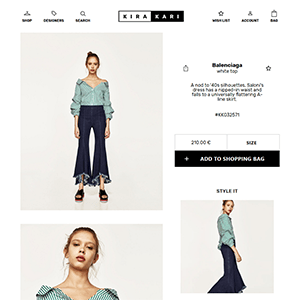 SHOP
DESIGNERS
SEARCH
KIRA KARI
WISH LIST
ACCOUNT
BAG
Balenciaga
white top
A nod to '40s silhouettes, Saloni's
dress has a nipped-in waist and
falls to a universally flattering A-
line skirt.
#KK032571
210.00 €
SIZE
+ ADD TO SHOPPING BAG
STYLE IT